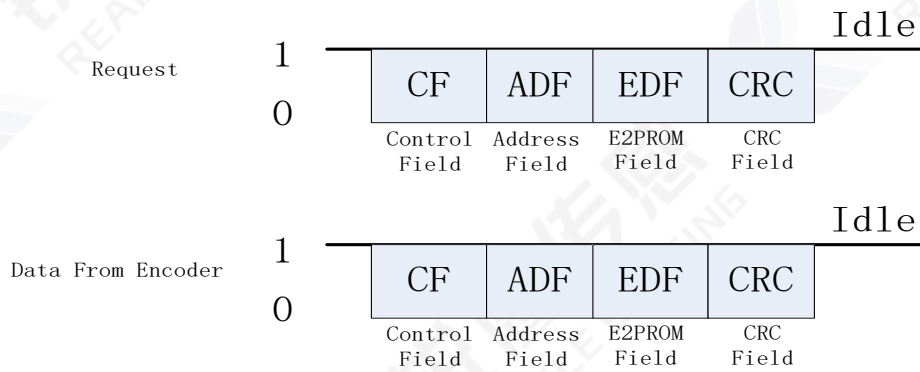 Idle
Request
1
0
CF ADF EDF CRC
Control Address E2PROM CRC
Field Field Field Field
Idle
Data From Encoder
1
0
CF ADF EDF CRC
Control Address E2PROM CRC
Field Field Field Field